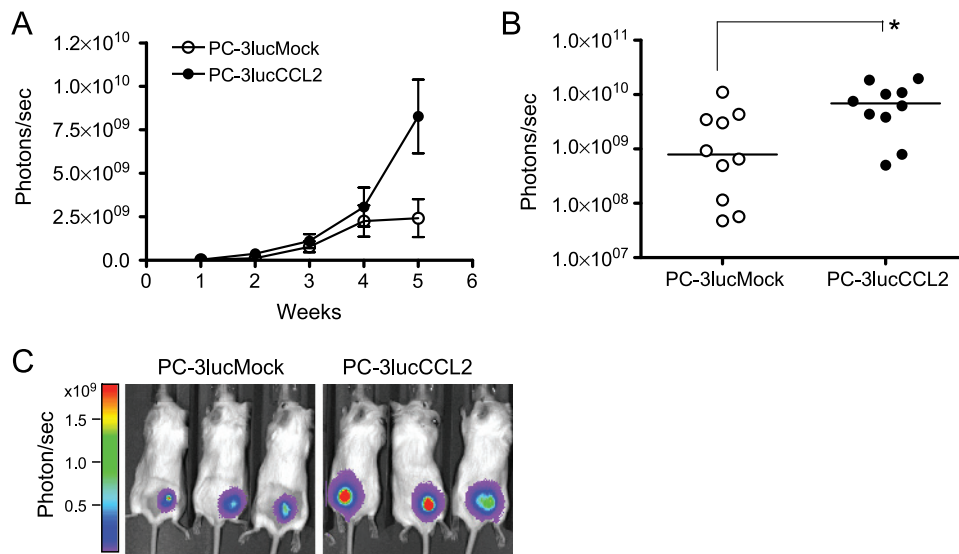 A
1.2×10¹⁰
1.0×10¹⁰
7.5×10⁰⁹
5.0×10⁰⁹
2.5×10⁰⁹
0.0
Photons/sec
PC-3lucMock
PC-3lucCCL2
0 1 2 3 4 5 6
Weeks
B
*
1.0×10¹¹
1.0×10¹⁰
1.0×10⁰⁹
1.0×10⁰⁸
1.0×10⁰⁷
Photons/sec
PC-3lucMock PC-3lucCCL2
C
PC-3lucMock PC-3lucCCL2
x10⁹
1.5
1.0
0.5
Photon/sec